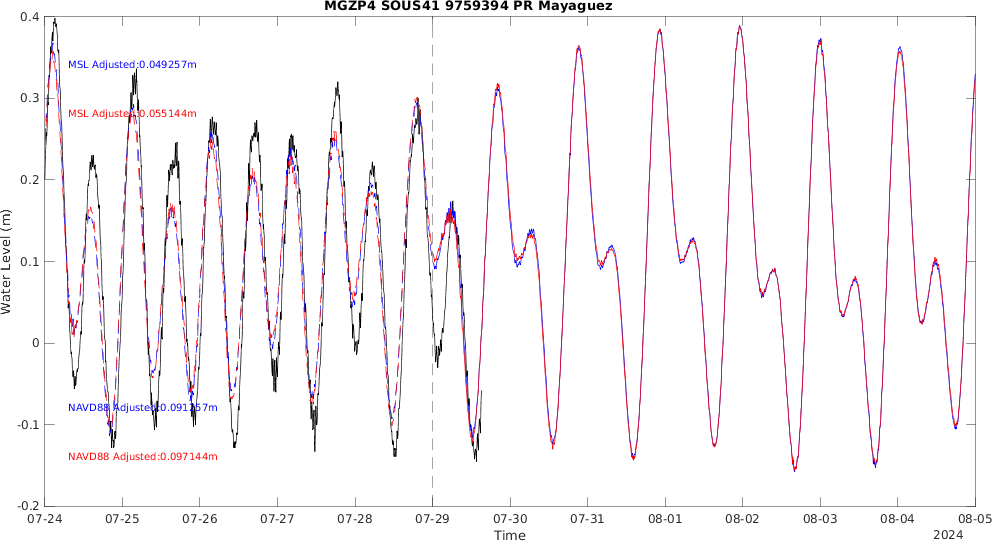 MGZP4 SOUS41 9759394 PR Mayaguez
0.4
MSL Adjusted:0.049257m
0.3
MSL Adjusted:0.055144m
0.2
Water Level (m)
0.1
0
NAVD88 Adjusted:0.091257m
-0.1
NAVD88 Adjusted:0.097144m
-0.2
07-24 07-25 07-26 07-27 07-28 07-29 07-30 07-31 08-01 08-02 08-03 08-04 08-05
Time
2024